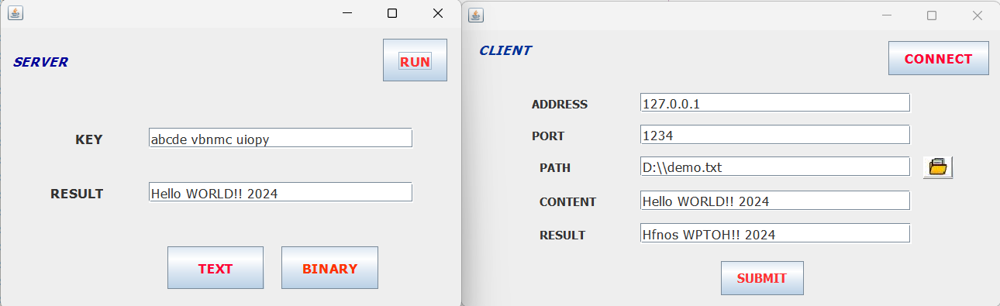 SERVER
RUN
KEY
abcde vbnmc uiopy
RESULT
Hello WORLD!! 2024
TEXT
BINARY
CLIENT
CONNECT
ADDRESS
127.0.0.1
PORT
1234
PATH
D:\\demo.txt
CONTENT
Hello WORLD!! 2024
RESULT
Hfnos WPTOH!! 2024
SUBMIT